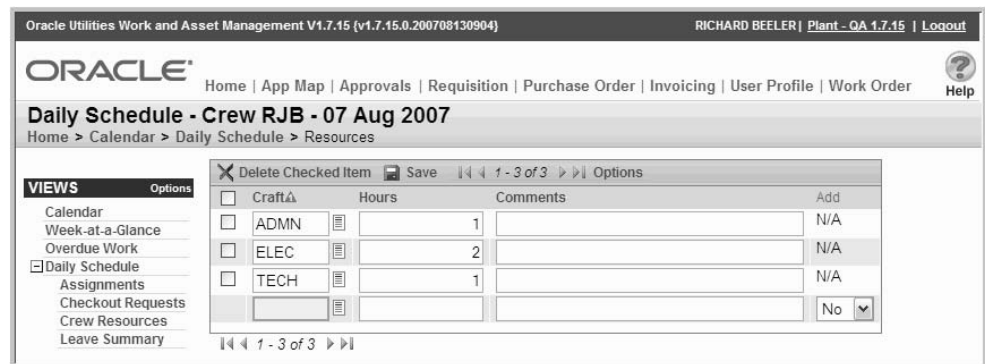 Oracle Utilities Work and Asset Management V1.7.15 {v1.7.15.0.200708130904} RICHARD BEELER | Plant - QA 1.7.15 | Logout
ORACLE Home | App Map | Approvals | Requisition | Purchase Order | Invoicing | User Profile | Work Order Help
Daily Schedule - Crew RJB - 07 Aug 2007
Home > Calendar > Daily Schedule > Resources
VIEWS Options
Calendar
Week-at-a-Glance
Overdue Work
Daily Schedule
Assignments
Checkout Requests
Crew Resources
Leave Summary
Delete Checked Item Save 1 - 3 of 3 Options
Craft Hours Comments Add
ADMN 1 N/A
ELEC 2 N/A
TECH 1 N/A
No
1 - 3 of 3